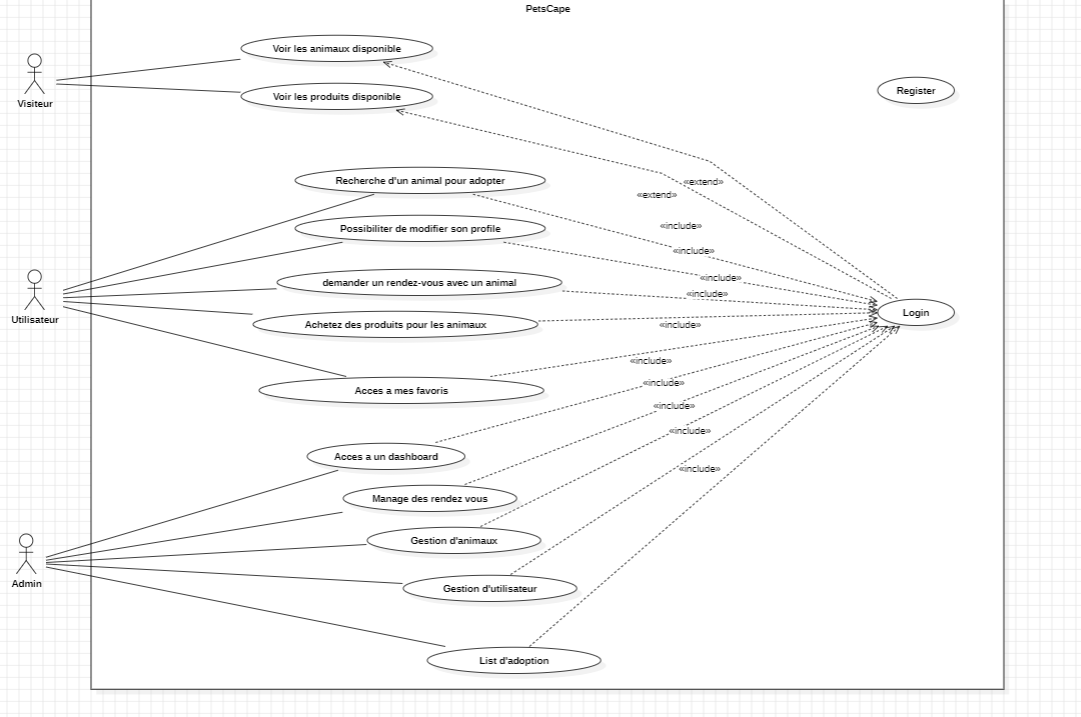 PetsCape
Voir les animaux disponible
Visiteur
Voir les produits disponible
Register
Recherche d'un animal pour adopter
«extend»
«extend»
Possibiliter de modifier son profile
«include»
«include»
demander un rendez-vous avec un animal
«include»
«include»
Utilisateur
Achetez des produits pour les animaux
«include»
Login
Acces a mes favoris
«include»
«include»
«include»
«include»
Acces a un dashboard
«include»
Manage des rendez vous
Gestion d'animaux
Admin
Gestion d'utilisateur
List d'adoption